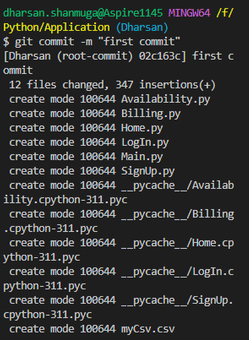 dharsan.shanmuga@Aspire1145 MINGW64 /f/
Python/Application (Dharsan)
$ git commit -m "first commit"
[Dharsan (root-commit) 02c163c] first c
ommit
 12 files changed, 347 insertions(+)
 create mode 100644 Availability.py
 create mode 100644 Billing.py
 create mode 100644 Home.py
 create mode 100644 LogIn.py
 create mode 100644 Main.py
 create mode 100644 SignUp.py
 create mode 100644 __pycache__/Availab
ility.cpython-311.pyc
 create mode 100644 __pycache__/Billing
.cpython-311.pyc
 create mode 100644 __pycache__/Home.cp
ython-311.pyc
 create mode 100644 __pycache__/LogIn.c
python-311.pyc
 create mode 100644 __pycache__/SignUp.
cpython-311.pyc
 create mode 100644 myCsv.csv